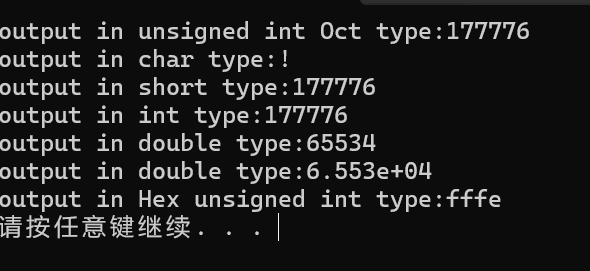 output in unsigned int Oct type:177776
output in char type:!
output in short type:177776
output in int type:177776
output in double type:65534
output in double type:6.553e+04
output in Hex unsigned int type:fffe
请按任意键继续. . .